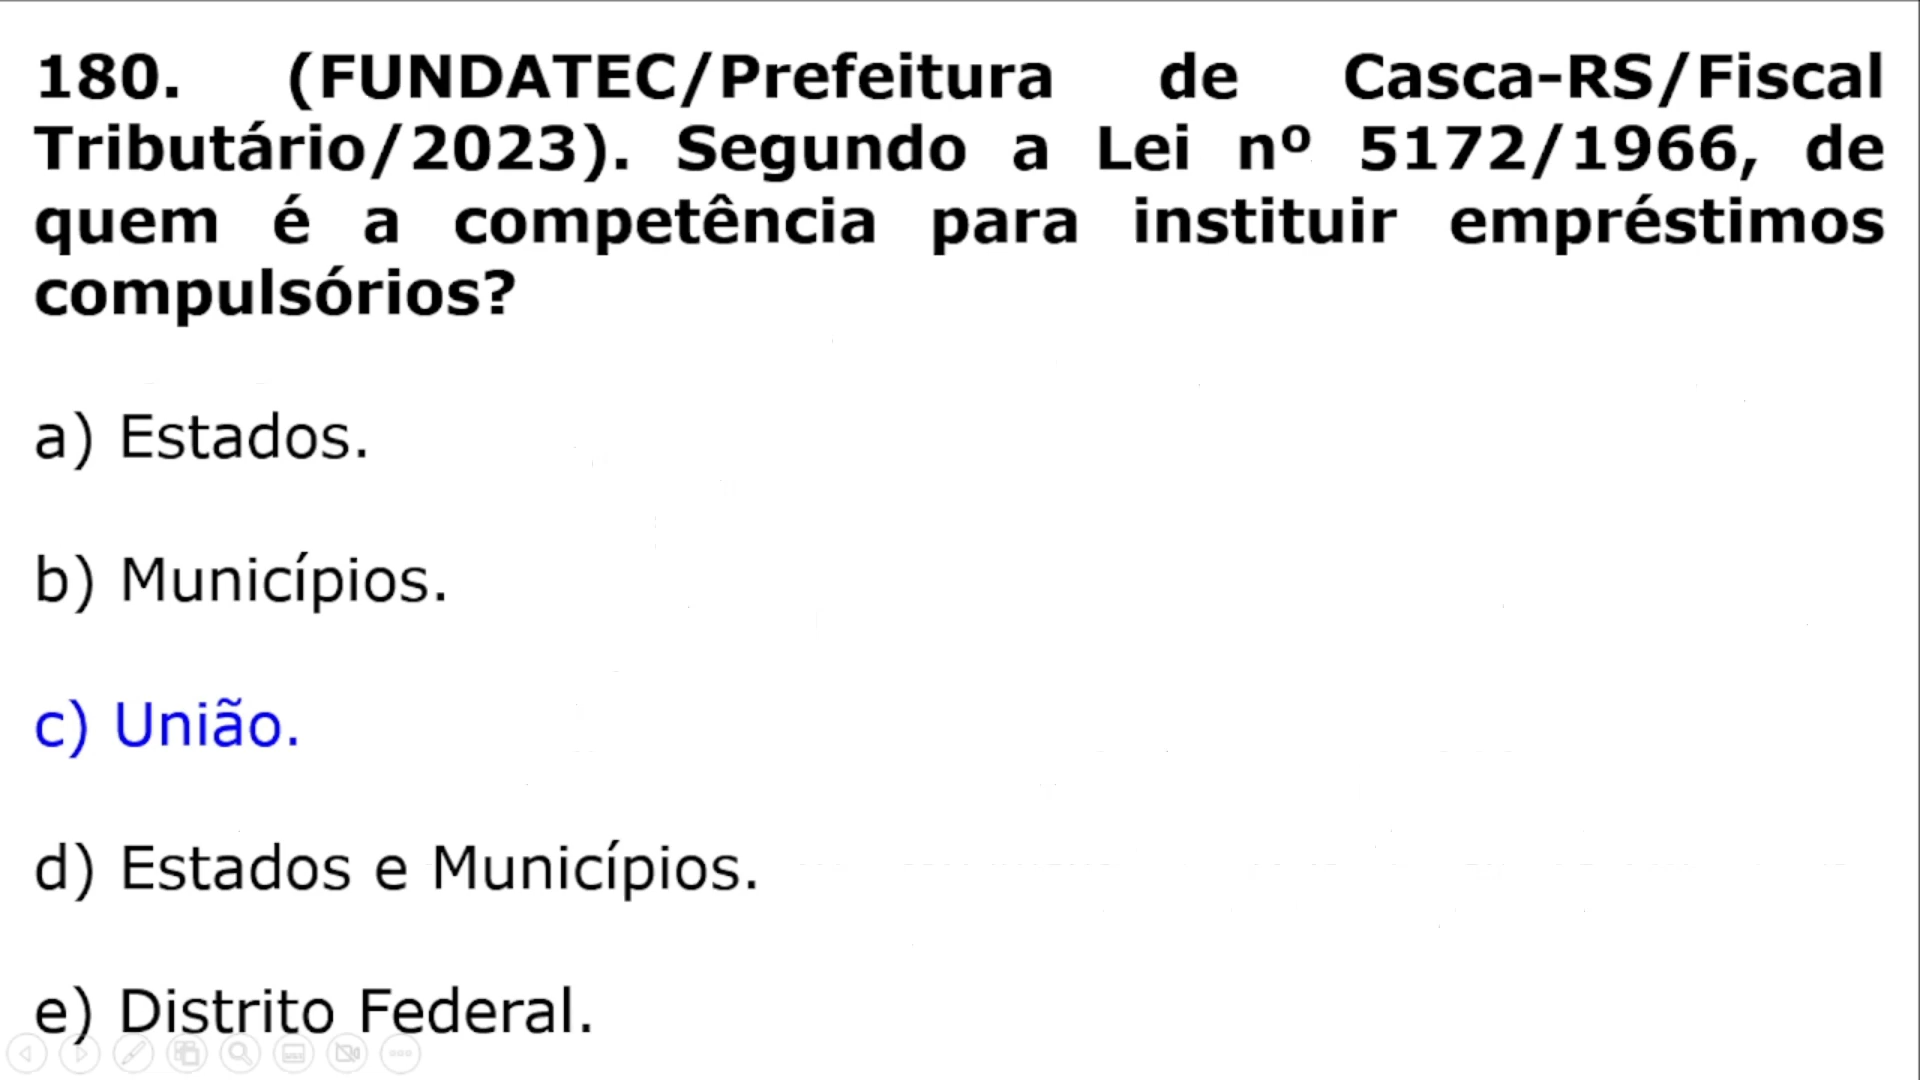 180. (FUNDATEC/Prefeitura de Casca-RS/Fiscal
Tributário/2023). Segundo a Lei nº 5172/1966, de
quem é a competência para instituir empréstimos
compulsórios?
a) Estados.
b) Municípios.
c) União.
d) Estados e Municípios.
e) Distrito Federal.